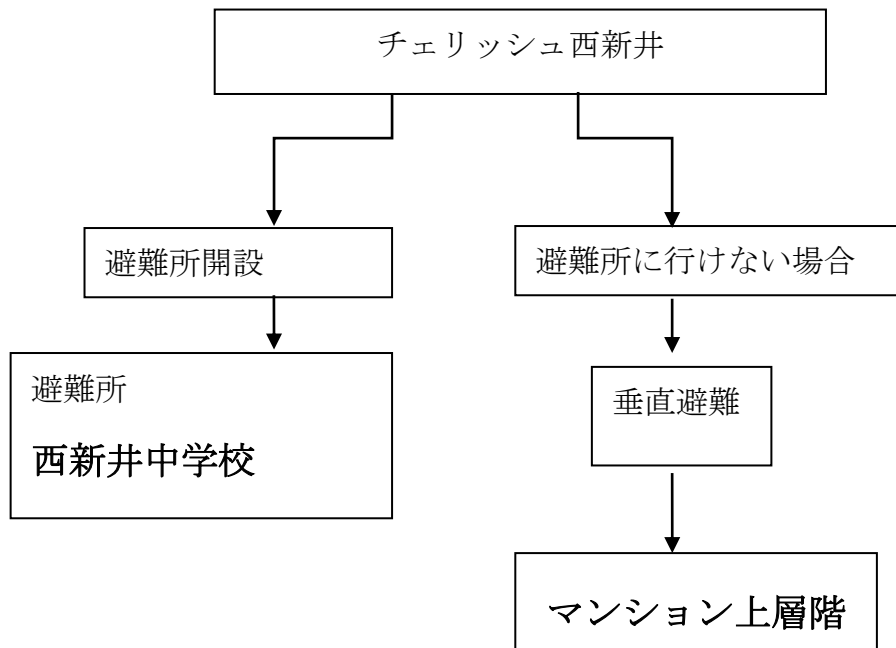 チェリッシュ西新井
避難所開設
避難所に行けない場合
避難所
西新井中学校
垂直避難
マンション上層階